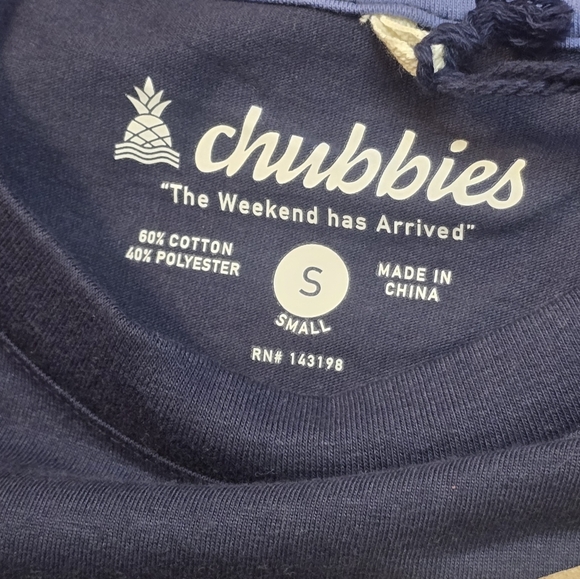 chubbies
"The Weekend has Arrived"
60% COTTON
40% POLYESTER
S
SMALL
MADE IN
CHINA
RN# 143198